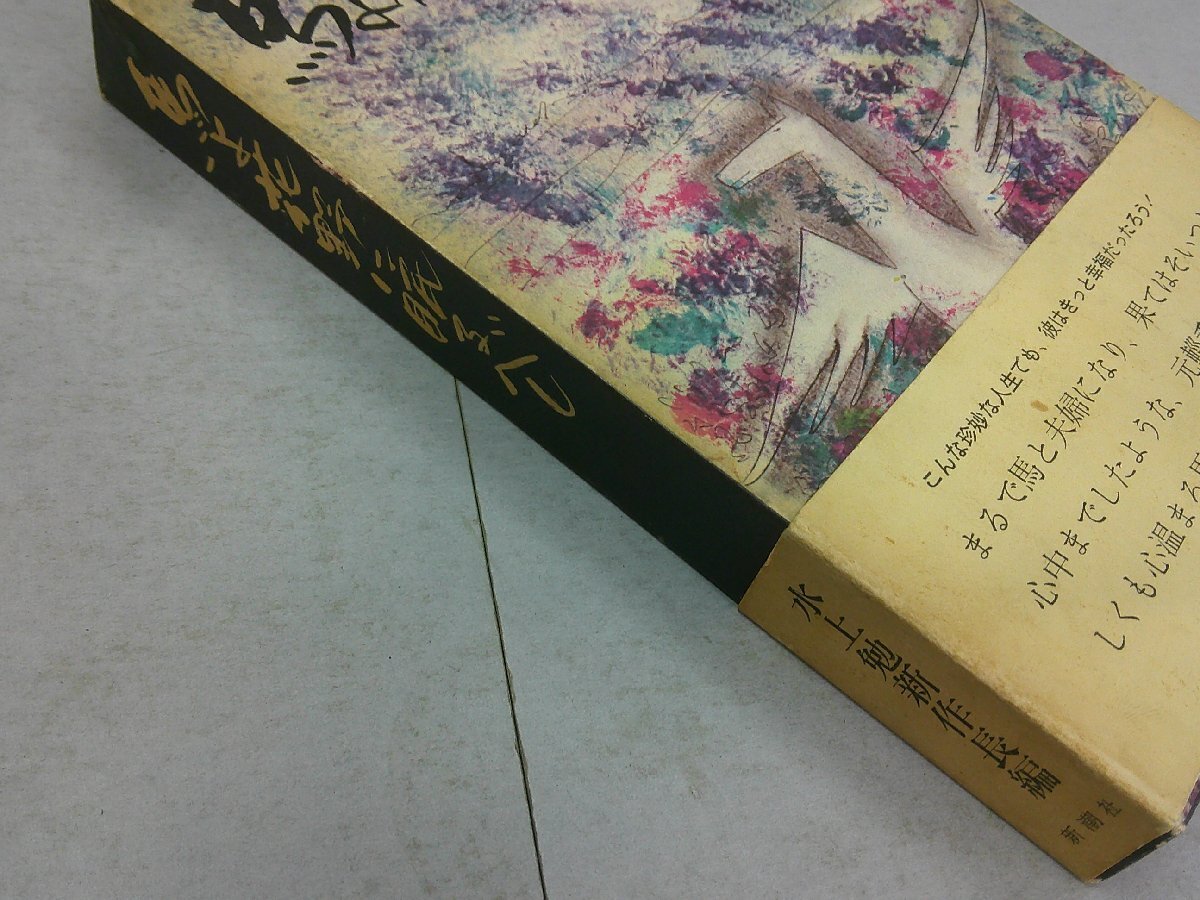 馬よ花野に眠るべし
こんな珍妙な人生でも、彼はきっと幸福だったろう！
まるで馬と夫婦になり、果てはそいつ
心中までしたような、元
しくも心温まる馬
水上勉新作長編
新潮社